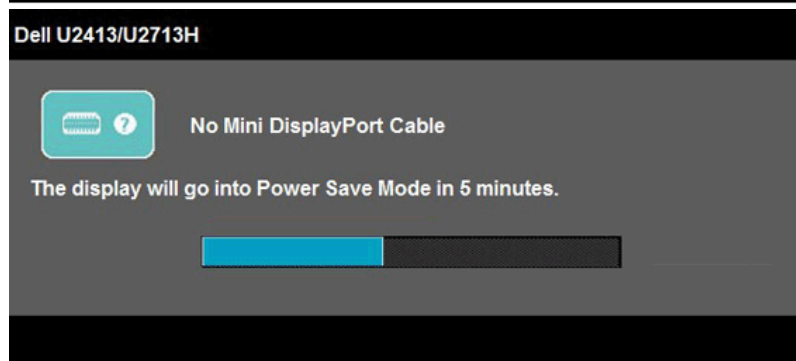 Dell U2413/U2713H
?
No Mini DisplayPort Cable
The display will go into Power Save Mode in 5 minutes.